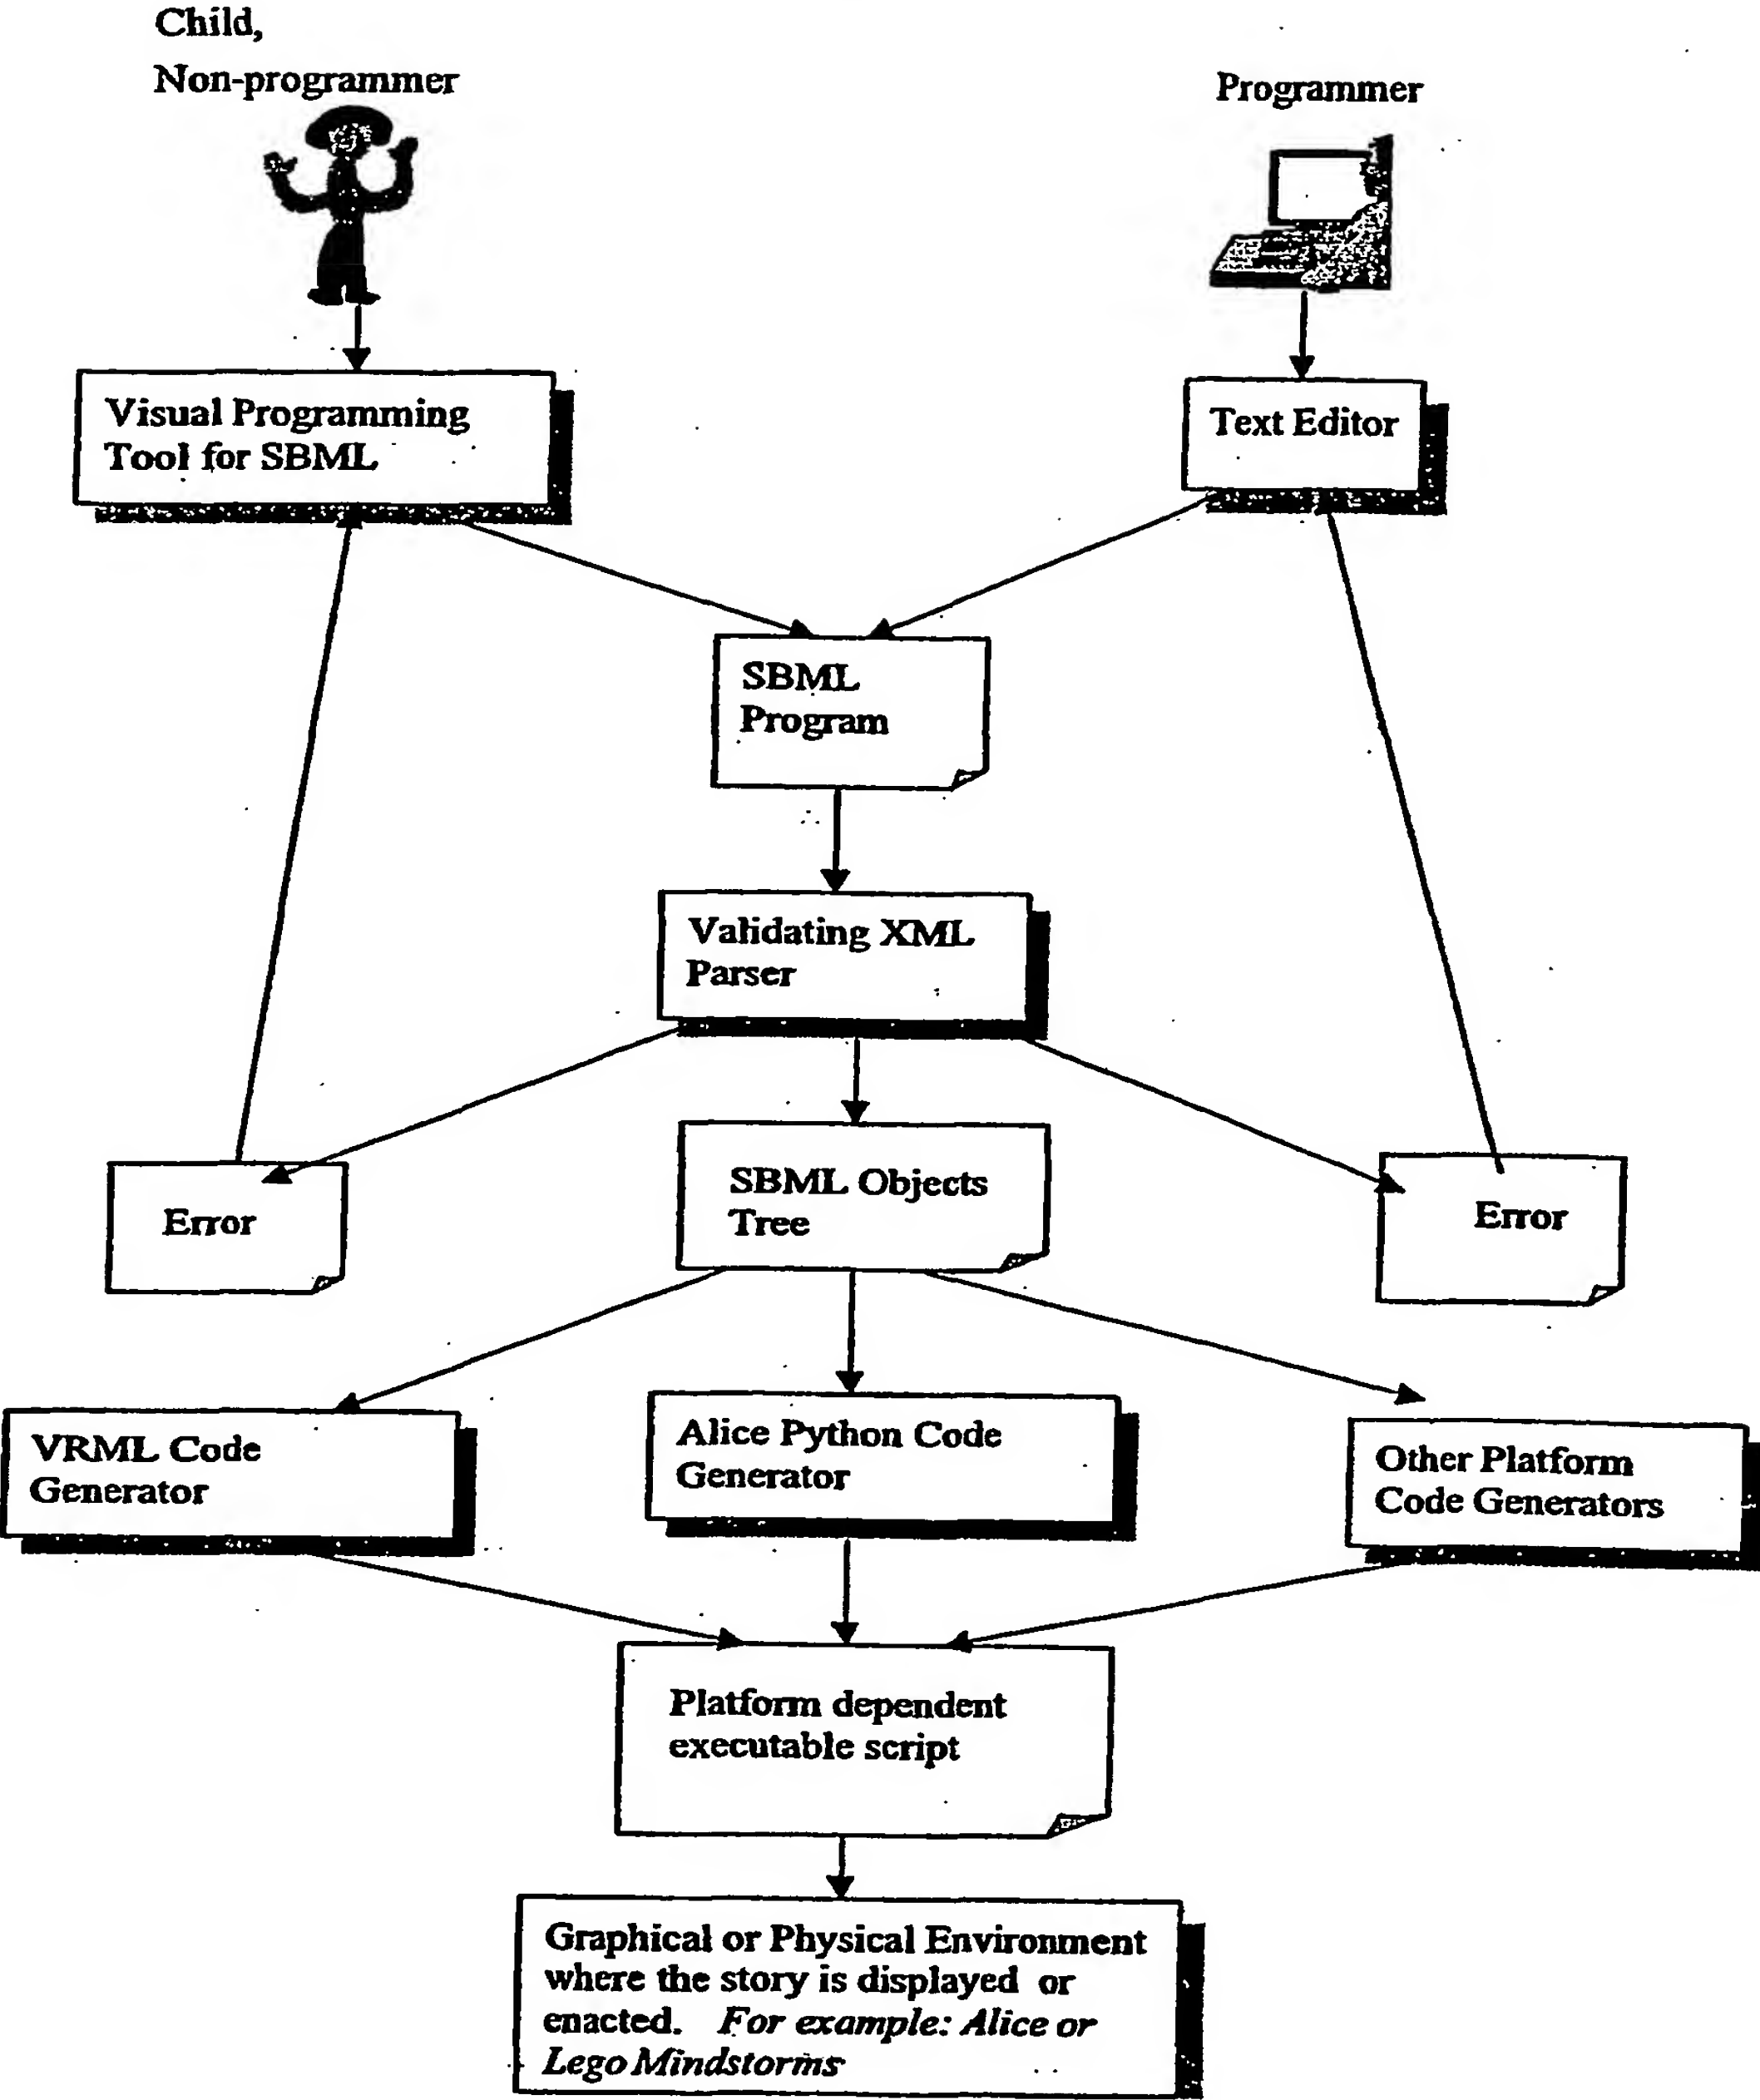 Child,
Non-programmer
Programmer
Visual Programming
Tool for SBML
Text Editor
SBML
Program
Validating XML
Parser
Error
SBML Objects
Tree
Error
VRML Code
Generator
Alice Python Code
Generator
Other Platform
Code Generators
Platform dependent
executable script
Graphical or Physical Environment
where the story is displayed or
enacted. For example: Alice or
Lego Mindstorms